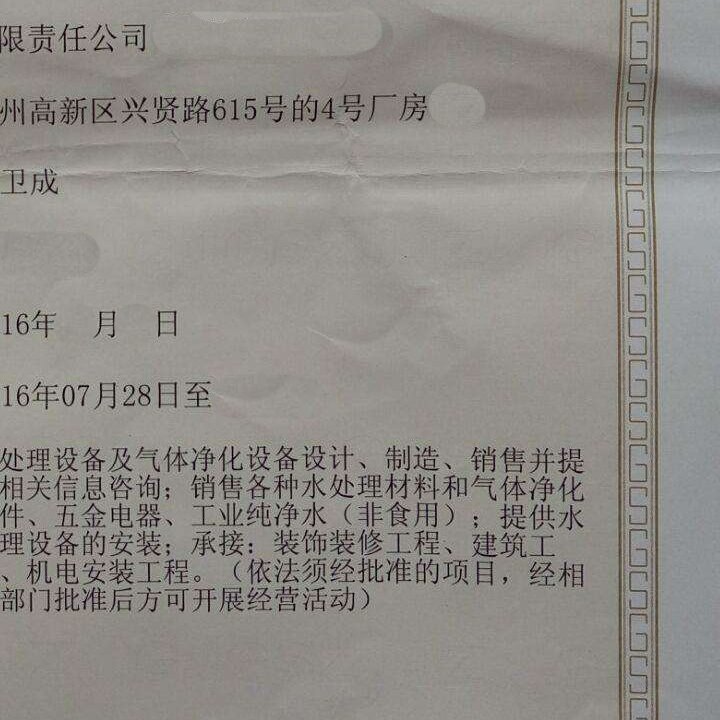 限责任公司
州高新区兴贤路615号的4号厂房
卫成
16年 月 日
16年07月28日至
处理设备及气体净化设备设计、制造、销售并提
相关信息咨询；销售各种水处理材料和气体净化
件、五金电器、工业纯净水（非食用）；提供水
理设备的安装；承接：装饰装修工程、建筑工
、机电安装工程。（依法须经批准的项目，经相
部门批准后方可开展经营活动）